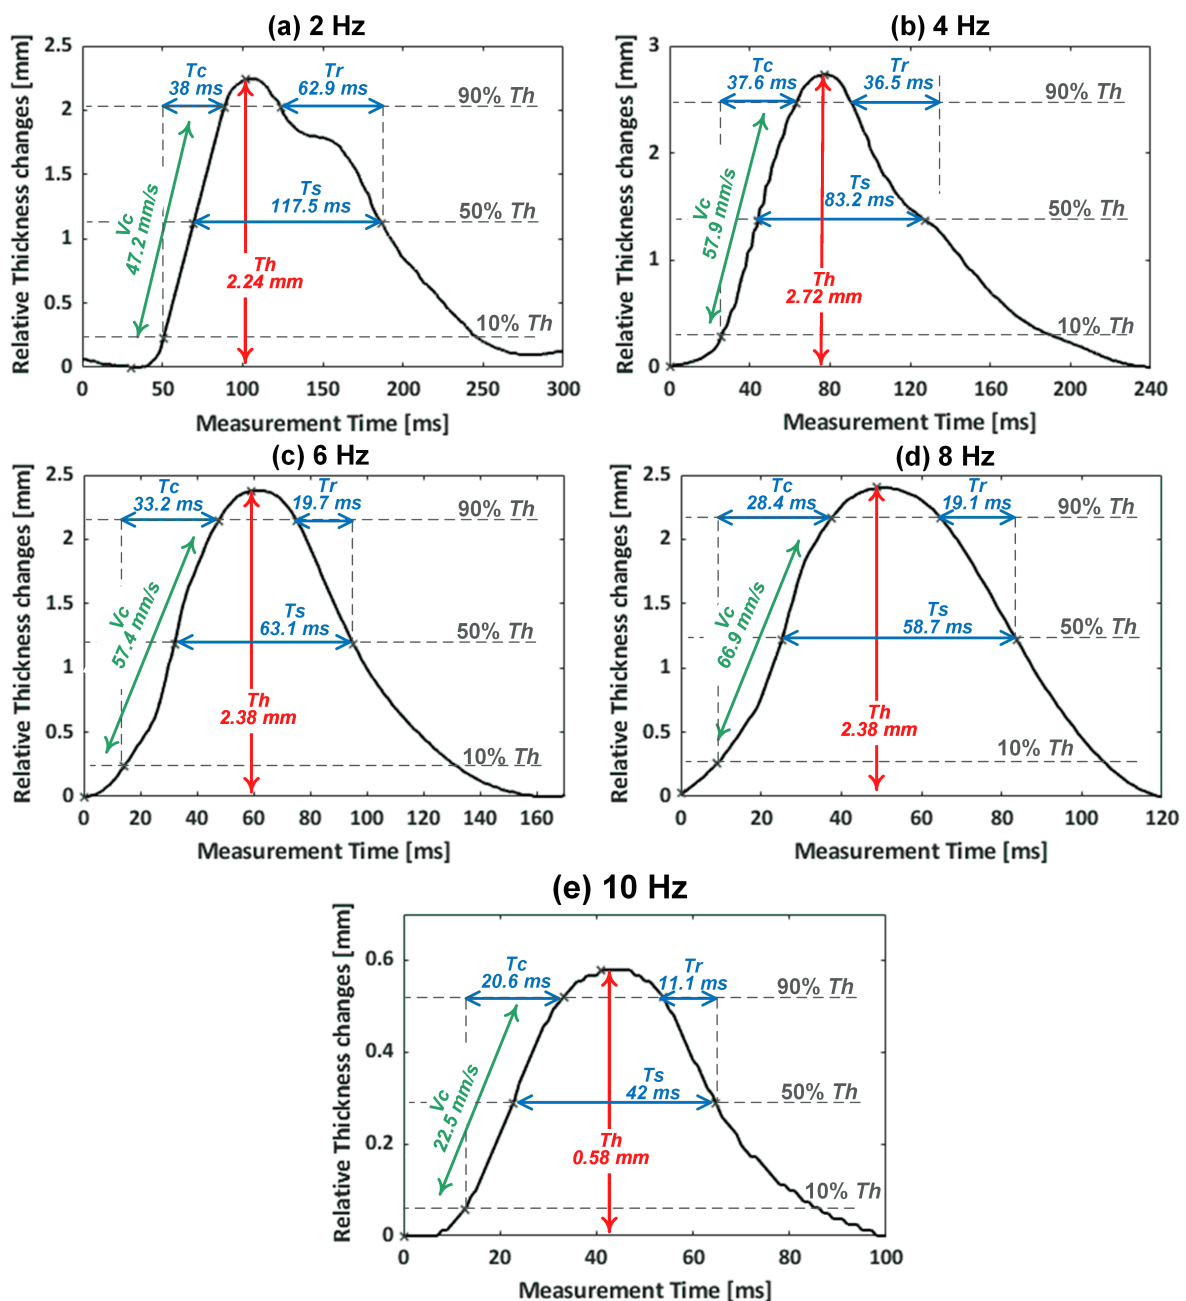 (a) 2 Hz
Relative Thickness changes [mm]
2.5
2
1.5
1
0.5
0
Tc
38 ms
Tr
62.9 ms
90% Th
Vc
47.2 mm/s
Ts
117.5 ms
50% Th
Th
2.24 mm
10% Th
0
50
100
150
200
250
300
Measurement Time [ms]
(b) 4 Hz
Relative Thickness changes [mm]
3
2
1
0
Tc
37.6 ms
Tr
36.5 ms
90% Th
Vc
57.9 mm/s
Ts
83.2 ms
50% Th
Th
2.72 mm
10% Th
0
40
80
120
160
200
240
Measurement Time [ms]
(c) 6 Hz
Relative Thickness changes [mm]
2.5
2
1.5
1
0.5
0
Tc
33.2 ms
Tr
19.7 ms
90% Th
Vc
57.4 mm/s
Ts
63.1 ms
50% Th
Th
2.38 mm
10% Th
0
20
40
60
80
100
120
140
160
Measurement Time [ms]
(d) 8 Hz
Relative Thickness changes [mm]
2.5
2
1.5
1
0.5
0
Tc
28.4 ms
Tr
19.1 ms
90% Th
Vc
66.9 mm/s
Ts
58.7 ms
50% Th
Th
2.38 mm
10% Th
0
20
40
60
80
100
120
Measurement Time [ms]
(e) 10 Hz
Relative Thickness changes [mm]
0.6
0.4
0.2
0
Tc
20.6 ms
Tr
11.1 ms
90% Th
Vc
22.5 mm/s
Ts
42 ms
50% Th
Th
0.58 mm
10% Th
0
20
40
60
80
100
Measurement Time [ms]